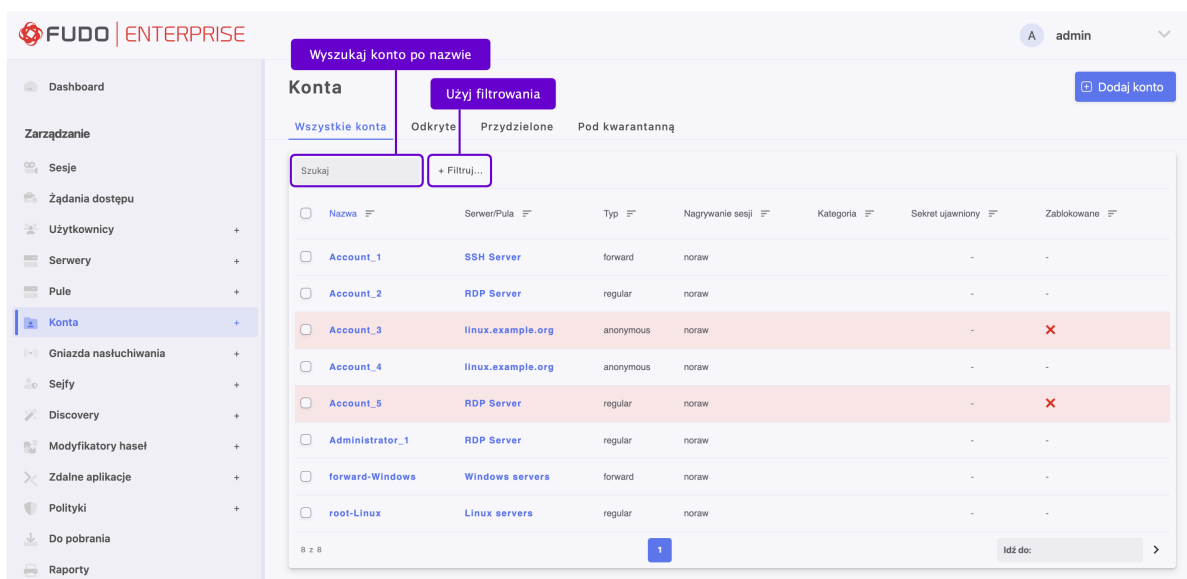 FUDO ENTERPRISE
A admin
Wyszukaj konto po nazwie
Dashboard
Konta
Użyj filtrowania
Dodaj konto
Zarządzanie
Wszystkie konta Odkryte Przydzielone Pod kwarantanną
Sesje
Szukaj + Filtruj...
Żądania dostępu
Nazwa Serwer/Pula Typ Nagrywanie sesji Kategoria Sekret ujawniony Zablokowane
Użytkownicy +
Account_1 SSH Server forward noraw - -
Serwery +
Account_2 RDP Server regular noraw - -
Pule +
Konta +
Account_3 linux.example.org anonymous noraw -
Gniazda nasłuchiwania +
Account_4 linux.example.org anonymous noraw - -
Sejfy +
Account_5 RDP Server regular noraw -
Discovery +
Administrator_1 RDP Server regular noraw - -
Modyfikatory haseł +
Zdalne aplikacje +
forward-Windows Windows servers forward noraw - -
Polityki +
root-Linux Linux servers regular noraw - -
Do pobrania
8 z 8 1 Idź do:
Raporty